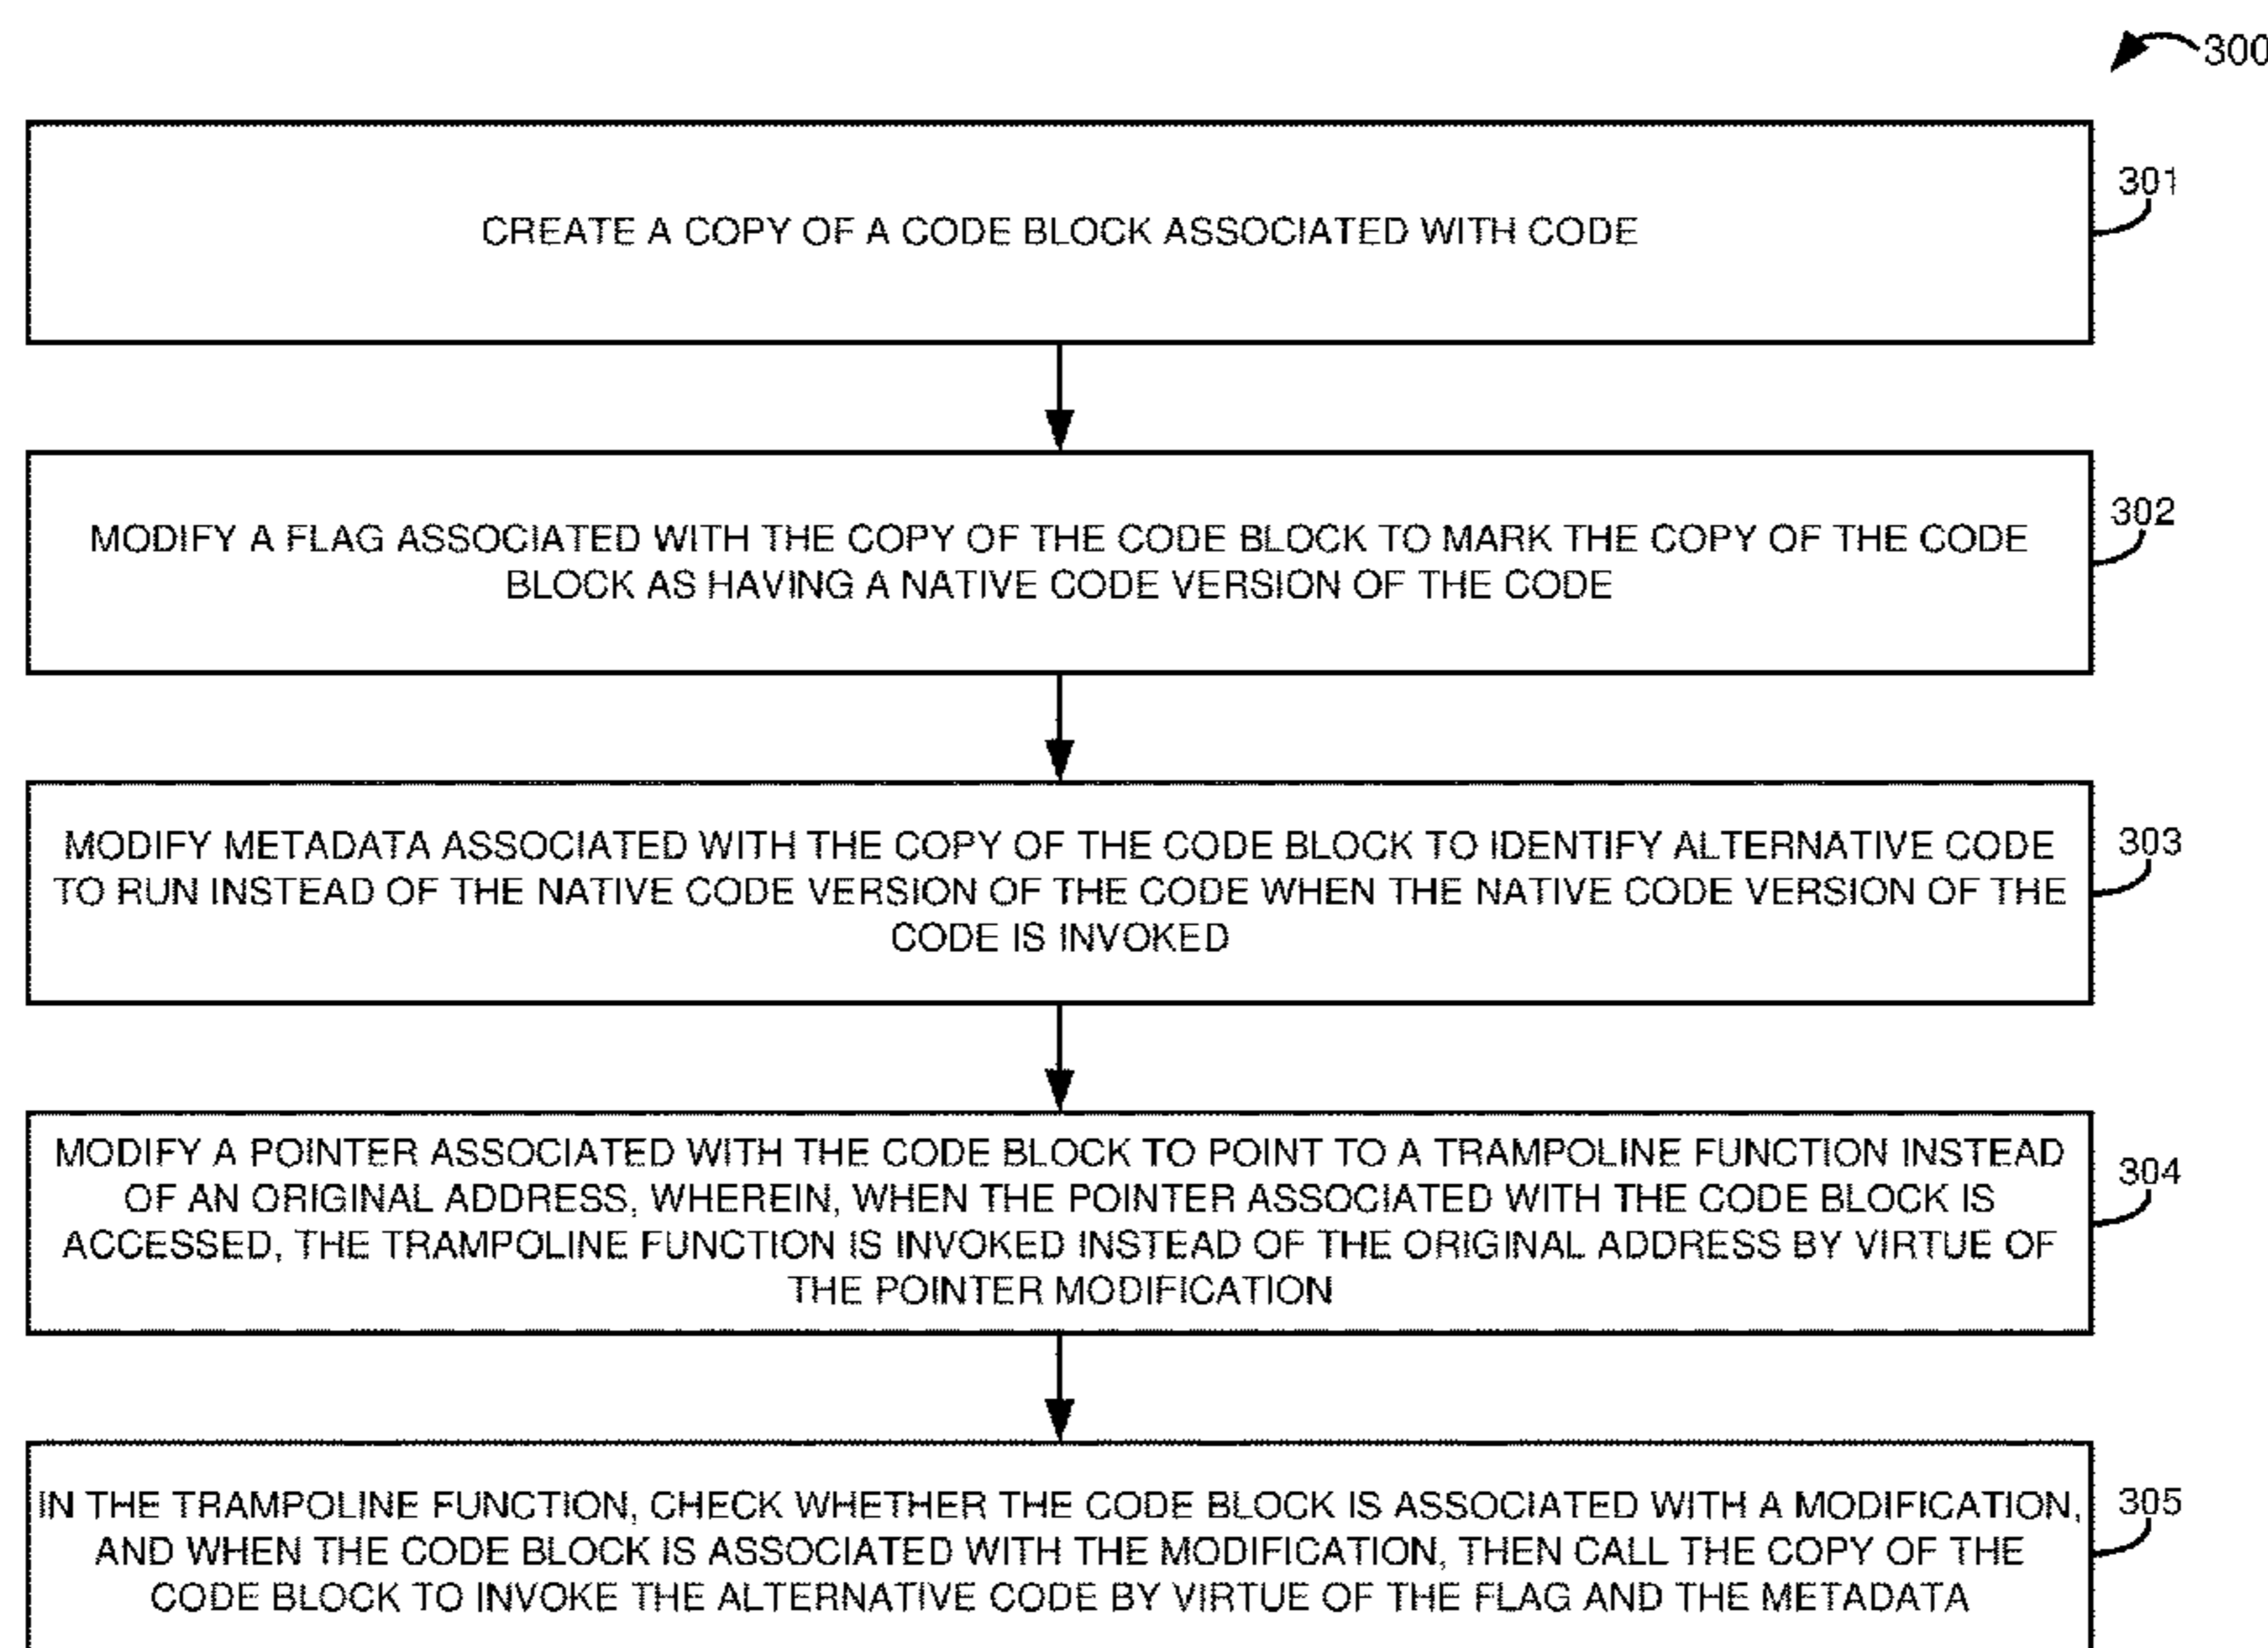 300
CREATE A COPY OF A CODE BLOCK ASSOCIATED WITH CODE
301
MODIFY A FLAG ASSOCIATED WITH THE COPY OF THE CODE BLOCK TO MARK THE COPY OF THE CODE
BLOCK AS HAVING A NATIVE CODE VERSION OF THE CODE
302
MODIFY METADATA ASSOCIATED WITH THE COPY OF THE CODE BLOCK TO IDENTIFY ALTERNATIVE CODE
TO RUN INSTEAD OF THE NATIVE CODE VERSION OF THE CODE WHEN THE NATIVE CODE VERSION OF THE
CODE IS INVOKED
303
MODIFY A POINTER ASSOCIATED WITH THE CODE BLOCK TO POINT TO A TRAMPOLINE FUNCTION INSTEAD
OF AN ORIGINAL ADDRESS, WHEREIN, WHEN THE POINTER ASSOCIATED WITH THE CODE BLOCK IS
ACCESSED, THE TRAMPOLINE FUNCTION IS INVOKED INSTEAD OF THE ORIGINAL ADDRESS BY VIRTUE OF
THE POINTER MODIFICATION
304
IN THE TRAMPOLINE FUNCTION, CHECK WHETHER THE CODE BLOCK IS ASSOCIATED WITH A MODIFICATION,
AND WHEN THE CODE BLOCK IS ASSOCIATED WITH THE MODIFICATION, THEN CALL THE COPY OF THE
CODE BLOCK TO INVOKE THE ALTERNATIVE CODE BY VIRTUE OF THE FLAG AND THE METADATA
305